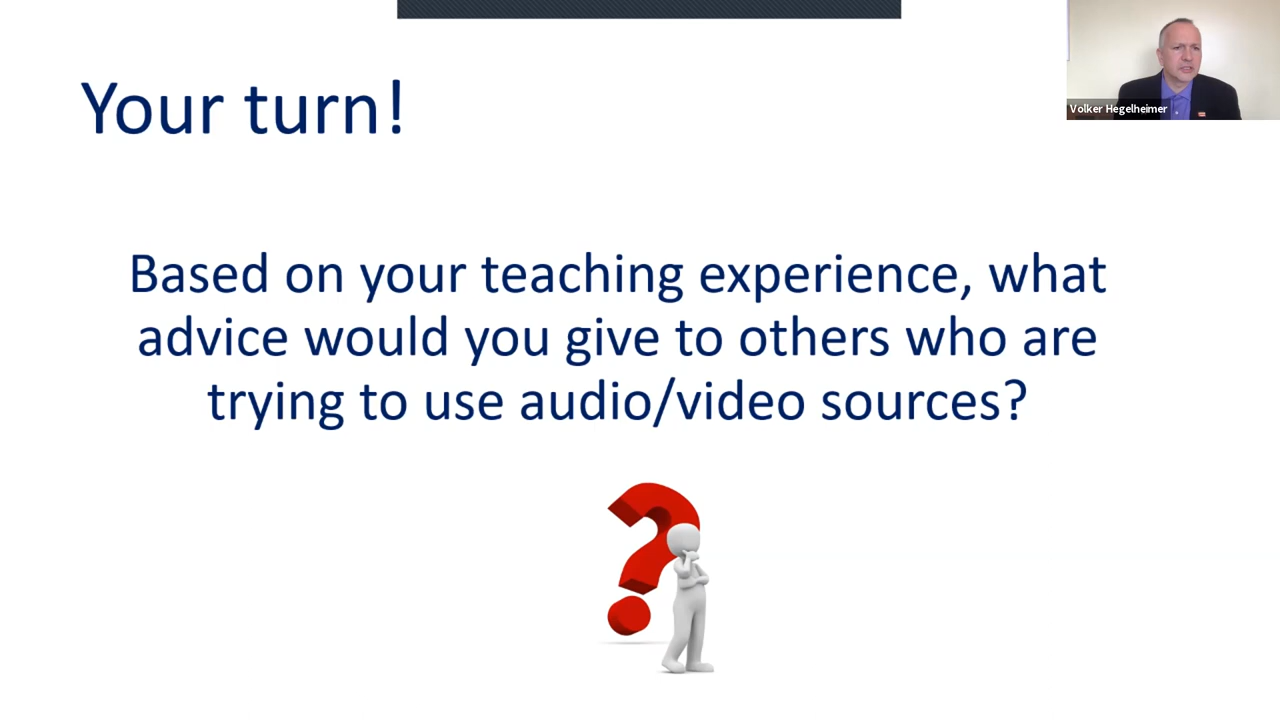 Your turn!
Volker Hegelheimer
Based on your teaching experience, what
advice would you give to others who are
trying to use audio/video sources?